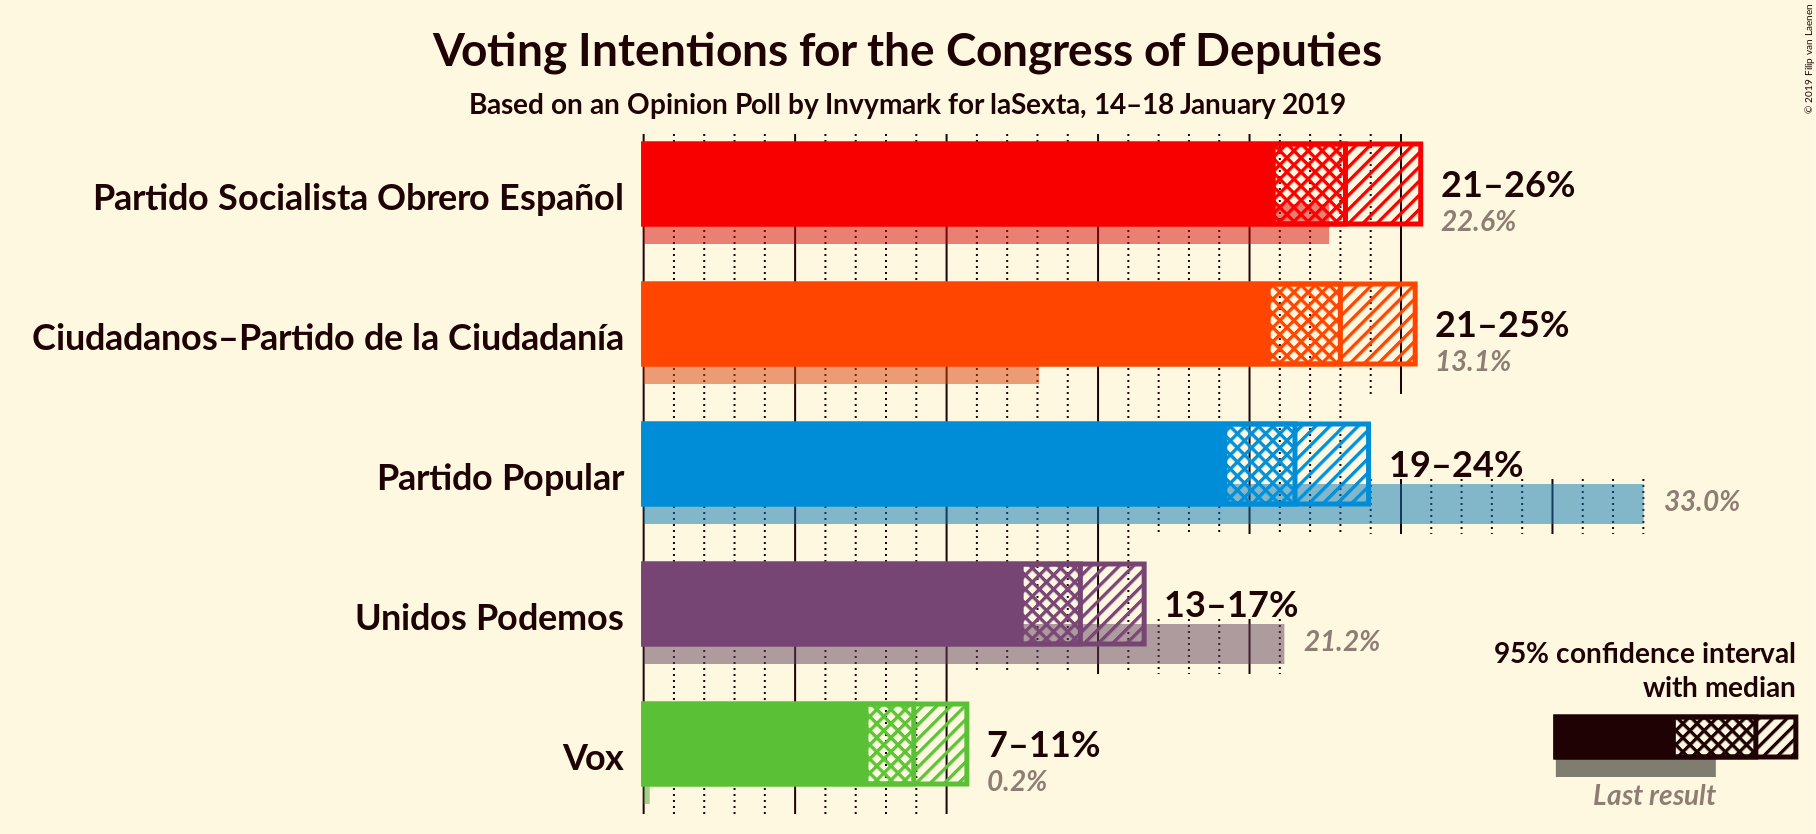 Voting Intentions for the Congress of Deputies
Based on an Opinion Poll by Invymark for laSexta, 14–18 January 2019
© 2019 Filip van Laenen
Partido Socialista Obrero Español
21–26%
22.6%
Ciudadanos–Partido de la Ciudadanía
21–25%
13.1%
Partido Popular
19–24%
33.0%
Unidos Podemos
13–17%
21.2%
Vox
7–11%
0.2%
95% confidence interval
with median
Last result